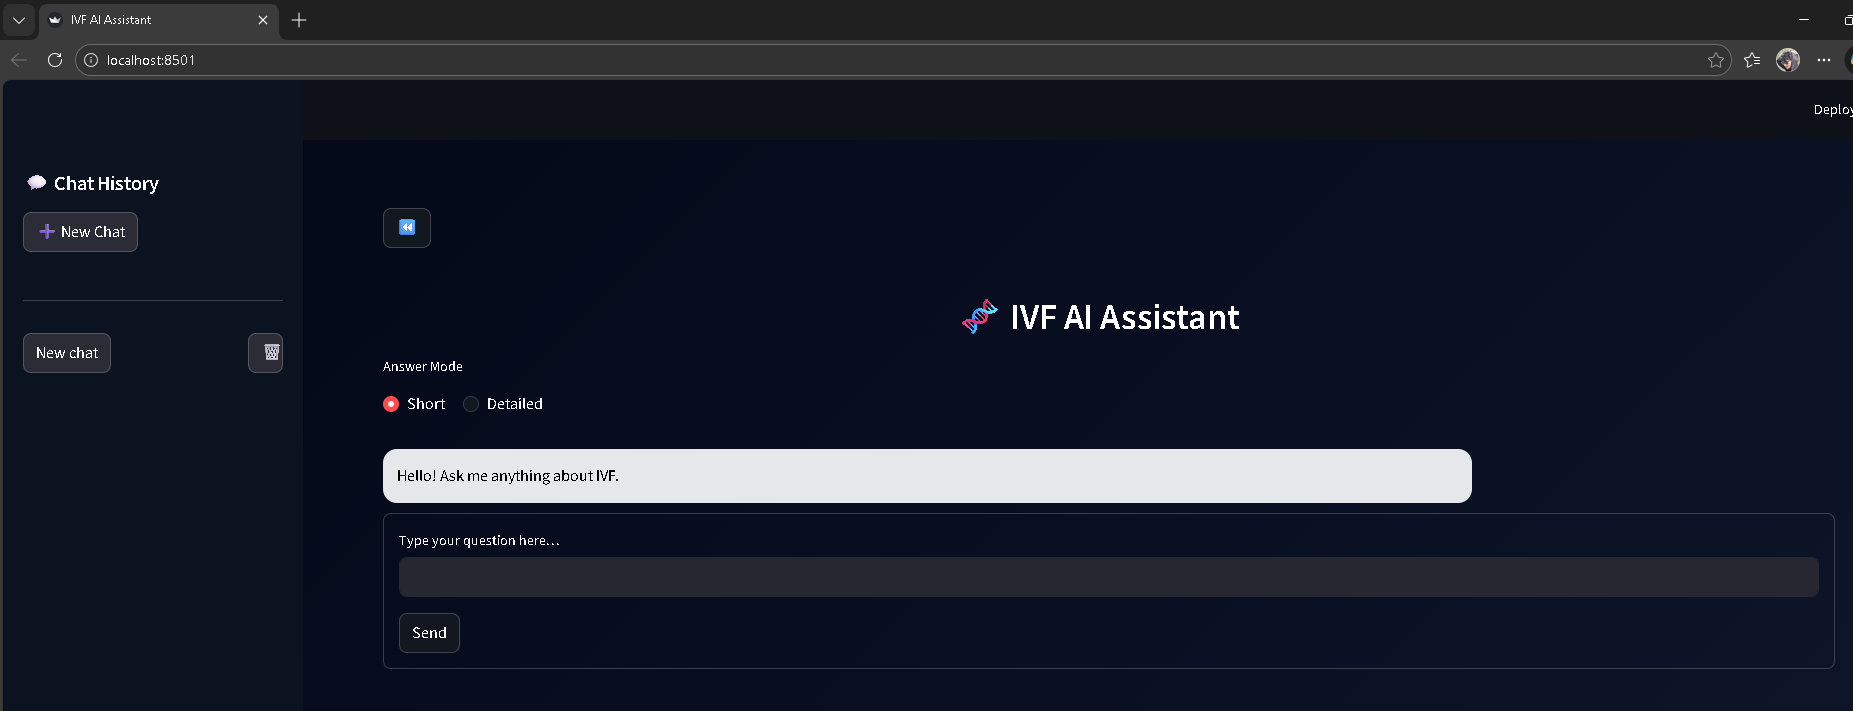 IVF AI Assistant
localhost:8501
Deploy
Chat History
New Chat
New chat
IVF AI Assistant
Answer Mode
Short Detailed
Hello! Ask me anything about IVF.
Type your question here...
Send